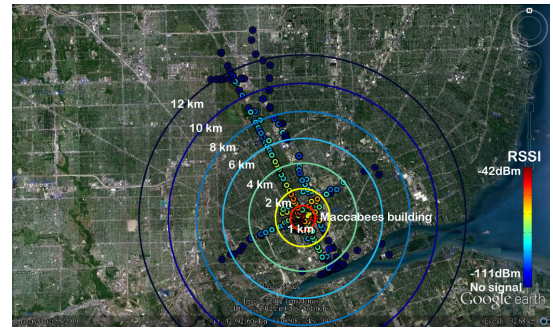 12 km
10 km
8 km
6 km
4 km
2 km
1 km
Maccabees building
RSSI
-42dBm
-111dBm
No signal
Google earth